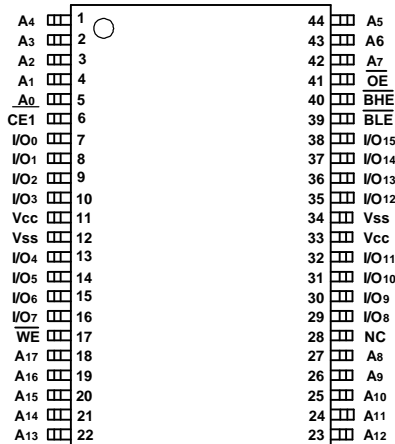 A4 1 44 A5
A3 2 43 A6
A2 3 42 A7
A1 4 41 OE
A0 5 40 BHE
CE1 6 39 BLE
I/O0 7 38 I/O15
I/O1 8 37 I/O14
I/O2 9 36 I/O13
I/O3 10 35 I/O12
Vcc 11 34 Vss
Vss 12 33 Vcc
I/O4 13 32 I/O11
I/O5 14 31 I/O10
I/O6 15 30 I/O9
I/O7 16 29 I/O8
WE 17 28 NC
A17 18 27 A8
A16 19 26 A9
A15 20 25 A10
A14 21 24 A11
A13 22 23 A12